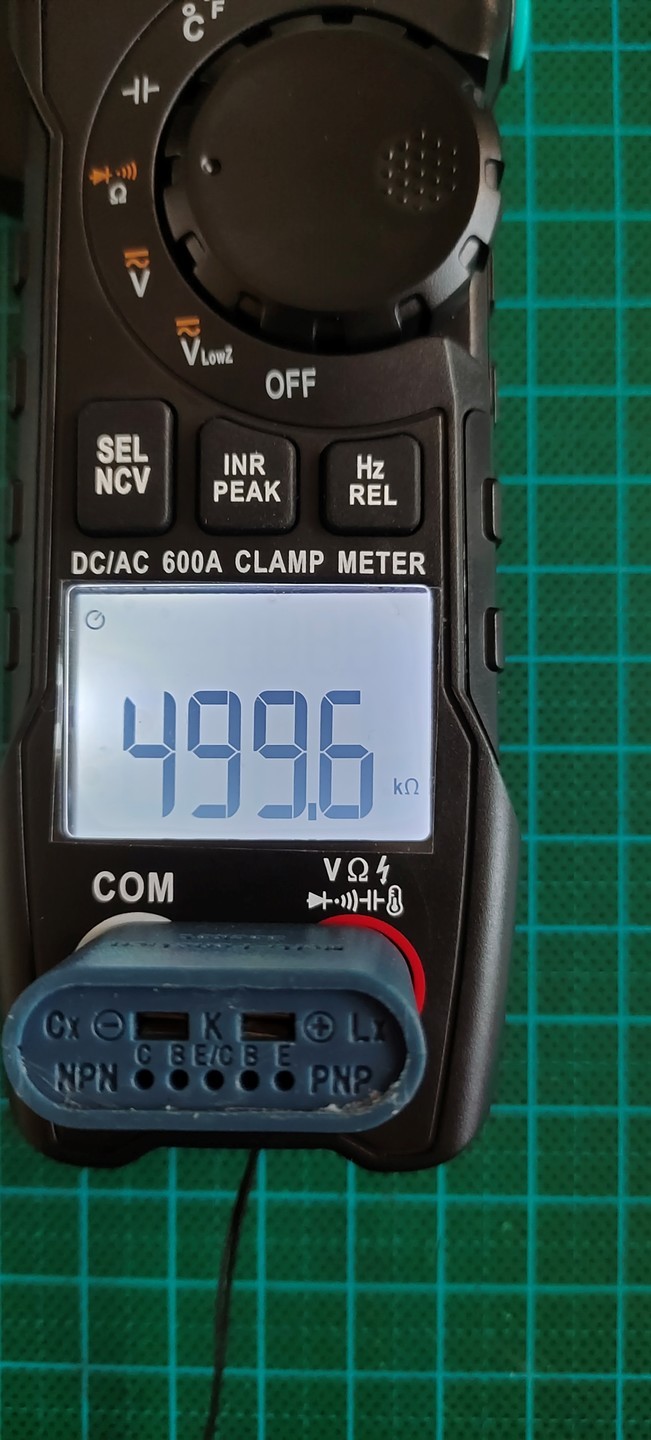 °C °F
Ω
V
V LowZ
OFF
SEL
NCV
INR
PEAK
Hz
REL
DC/AC 600A CLAMP METER
499.6 kΩ
COM
VΩ
Cx − K + Lx
C B E/C B E
NPN PNP